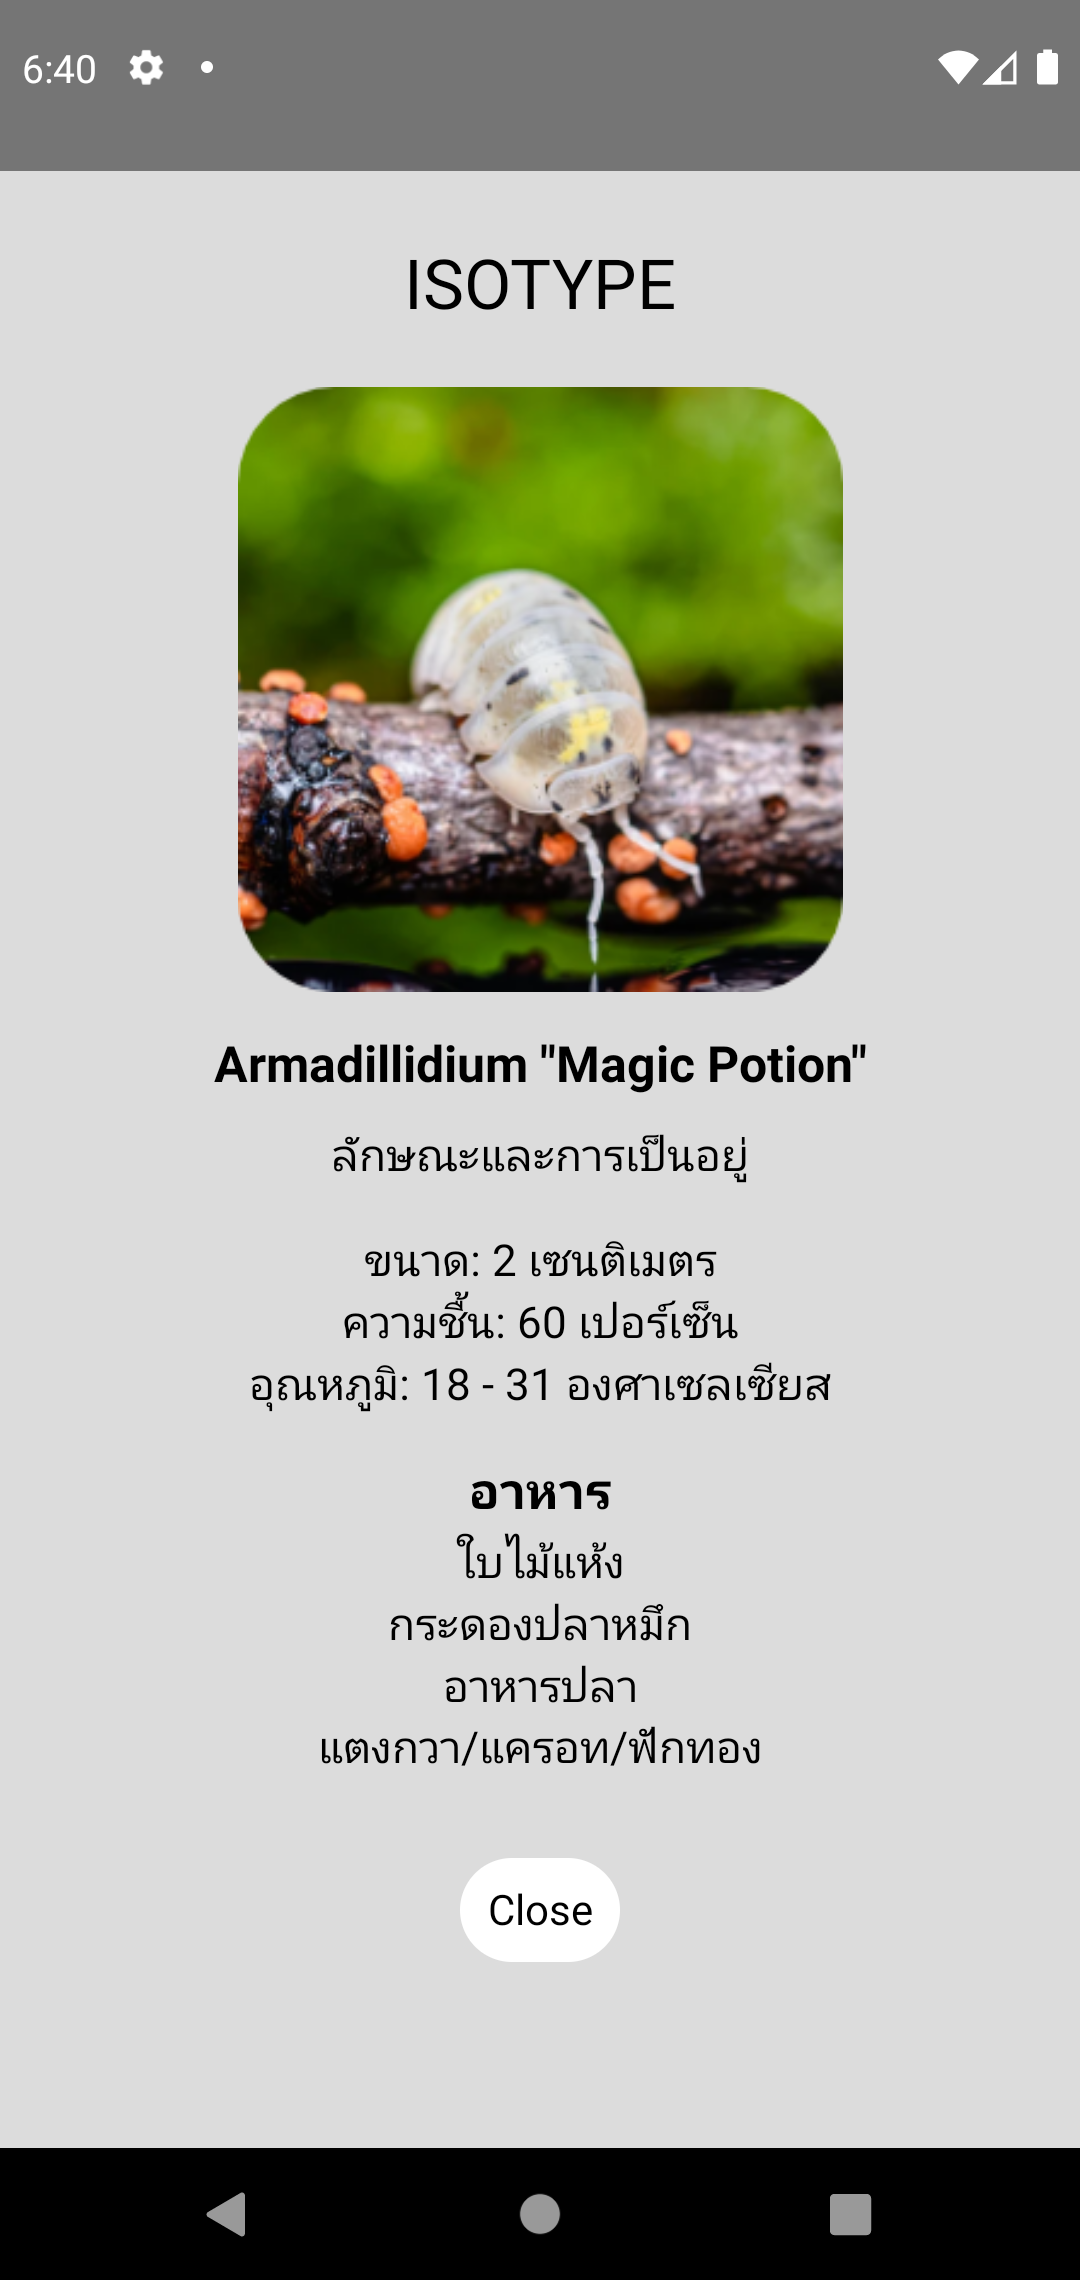 6:40
ISOTYPE
Armadillidium "Magic Potion"
ลักษณะและการเป็นอยู่
ขนาด: 2 เซนติเมตร
ความชื้น: 60 เปอร์เซ็น
อุณหภูมิ: 18 - 31 องศาเซลเซียส
อาหาร
ใบไม้แห้ง
กระดองปลาหมึก
อาหารปลา
แตงกวา/แครอท/ฟักทอง
Close